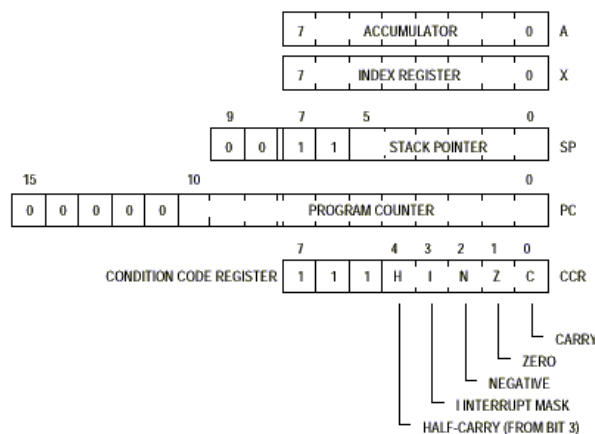 7 ACCUMULATOR 0 A
7 INDEX REGISTER 0 X
9 7 5 0
0 0 1 1 STACK POINTER SP
15 10 0
0 0 0 0 0 PROGRAM COUNTER PC
7 4 3 2 1 0
CONDITION CODE REGISTER 1 1 1 H I N Z C CCR
CARRY
ZERO
NEGATIVE
I INTERRUPT MASK
HALF-CARRY (FROM BIT 3)